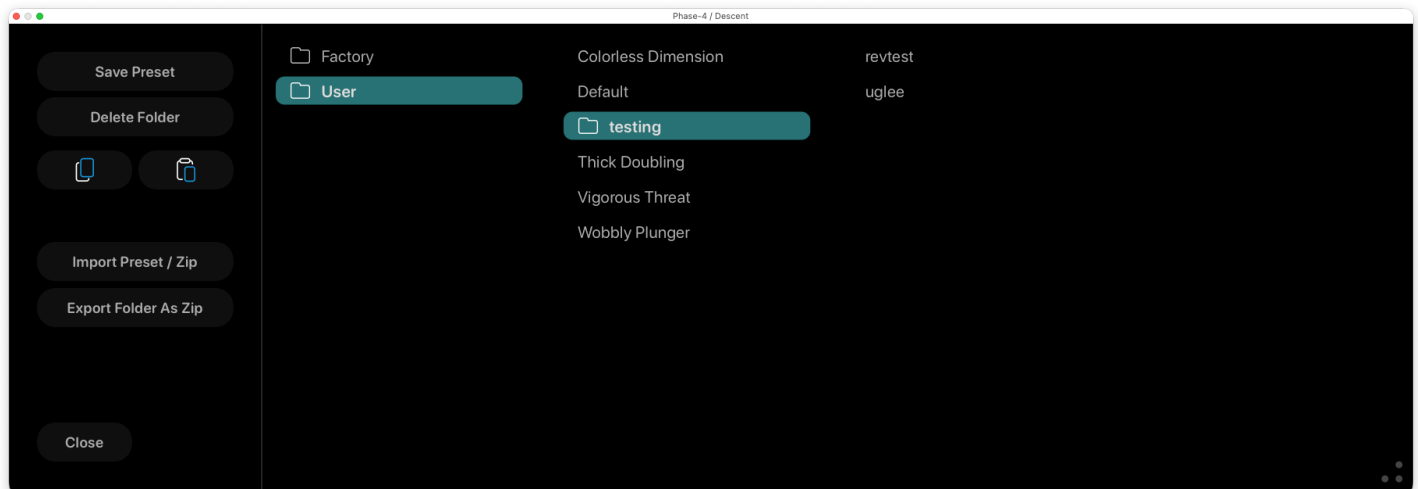 Phase-4 / Descent
Save Preset
Delete Folder
Import Preset / Zip
Export Folder As Zip
Close
Factory
User
Colorless Dimension
Default
testing
Thick Doubling
Vigorous Threat
Wobbly Plunger
revtest
uglee